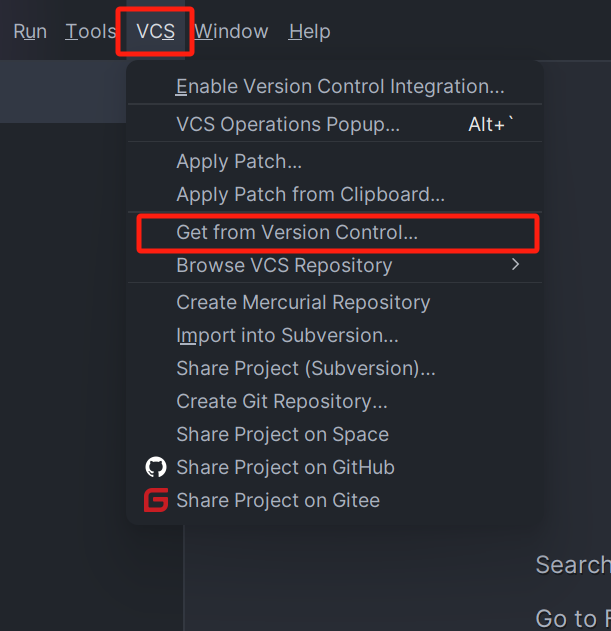 Run Tools VCS Window Help
Enable Version Control Integration...
VCS Operations Popup... Alt+`
Apply Patch...
Apply Patch from Clipboard...
Get from Version Control...
Browse VCS Repository
Create Mercurial Repository
Import into Subversion...
Share Project (Subversion)...
Create Git Repository...
Share Project on Space
Share Project on GitHub
Share Project on Gitee
Search
Go to F